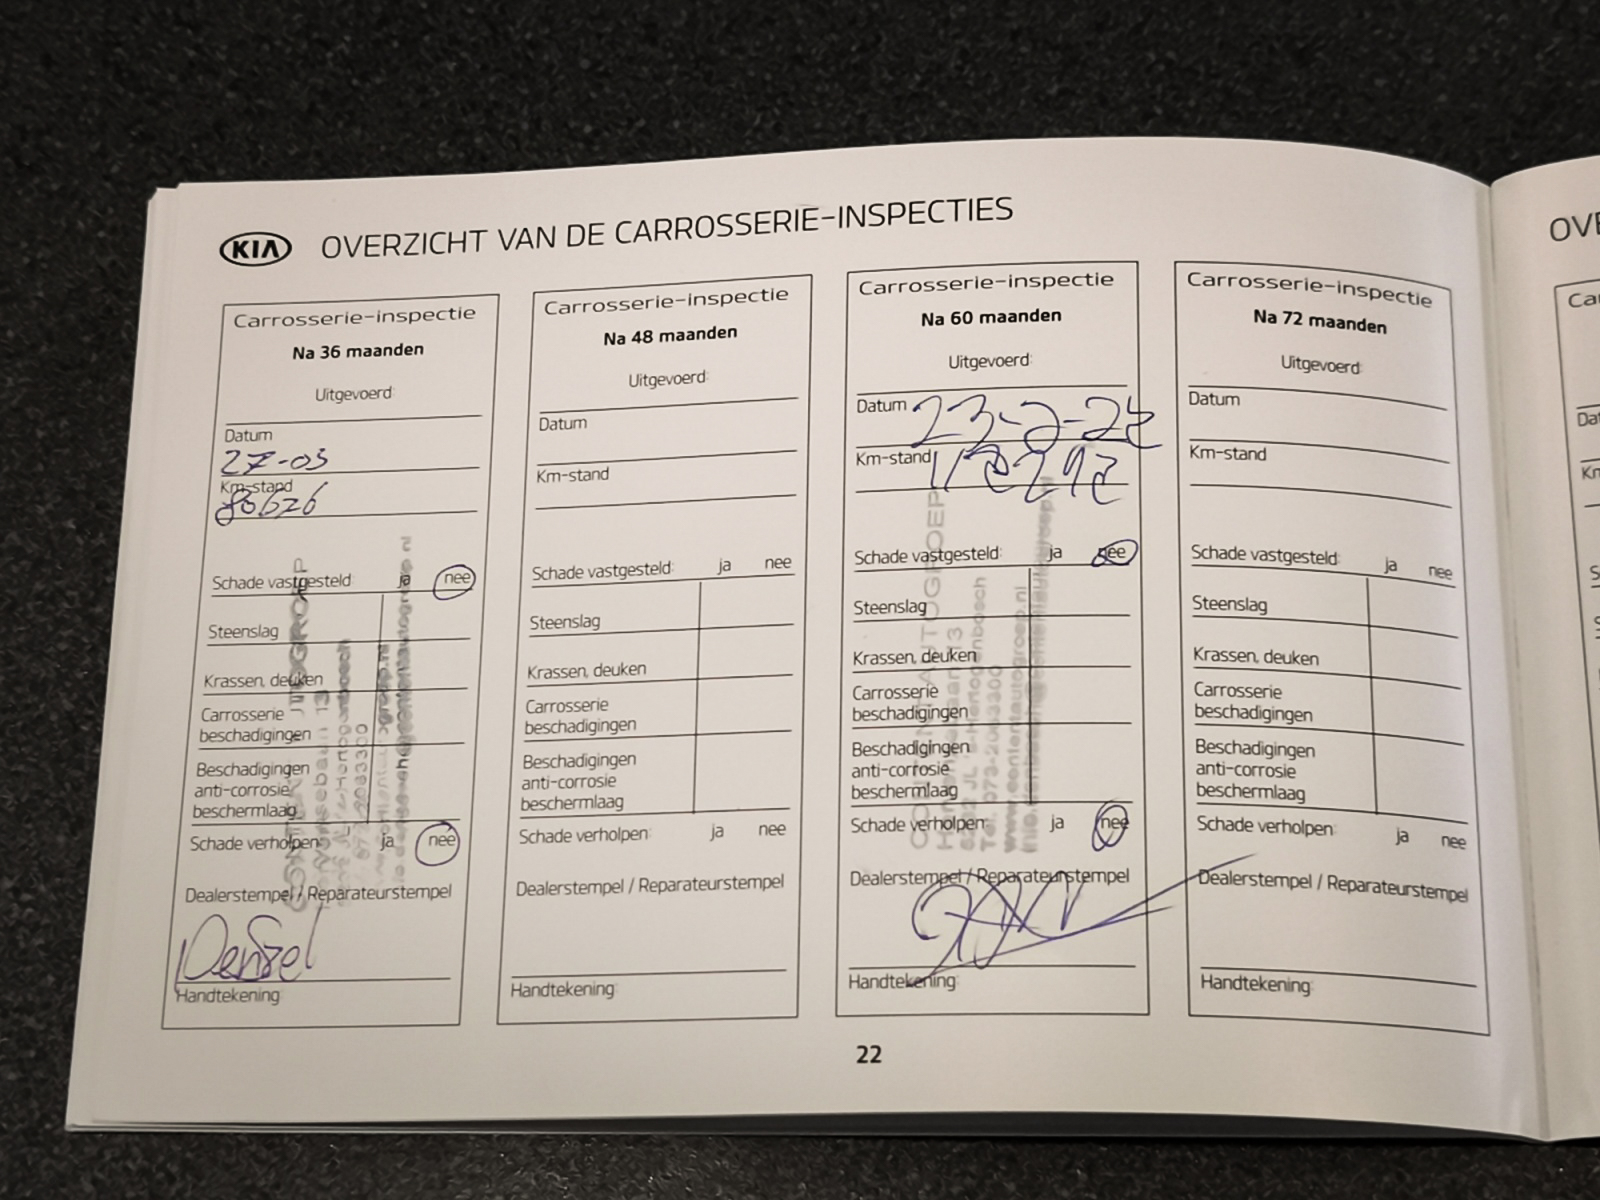 KIA OVERZICHT VAN DE CARROSSERIE-INSPECTIES
Carrosserie-inspectie
Na 36 maanden
Uitgevoerd:
Datum
27-03
Km-stand
86626
Schade vastgesteld: ja nee
Steenslag
Krassen, deuken
Carrosserie
beschadigingen
Beschadigingen
anti-corrosie
beschermlaag
Schade verholpen: ja nee
Dealerstempel / Reparateurstempel
Denzel
Handtekening:
Carrosserie-inspectie
Na 48 maanden
Uitgevoerd:
Datum
Km-stand
Schade vastgesteld: ja nee
Steenslag
Krassen, deuken
Carrosserie
beschadigingen
Beschadigingen
anti-corrosie
beschermlaag
Schade verholpen: ja nee
Dealerstempel / Reparateurstempel
Handtekening:
Carrosserie-inspectie
Na 60 maanden
Uitgevoerd:
Datum
Km-stand
Schade vastgesteld: ja nee
Steenslag
Krassen, deuken
Carrosserie
beschadigingen
Beschadigingen
anti-corrosie
beschermlaag
Schade verholpen: ja nee
Dealerstempel / Reparateurstempel
Handtekening:
Carrosserie-inspectie
Na 72 maanden
Uitgevoerd:
Datum
Km-stand
Schade vastgesteld: ja nee
Steenslag
Krassen, deuken
Carrosserie
beschadigingen
Beschadigingen
anti-corrosie
beschermlaag
Schade verholpen: ja nee
Dealerstempel / Reparateurstempel
Handtekening:
22